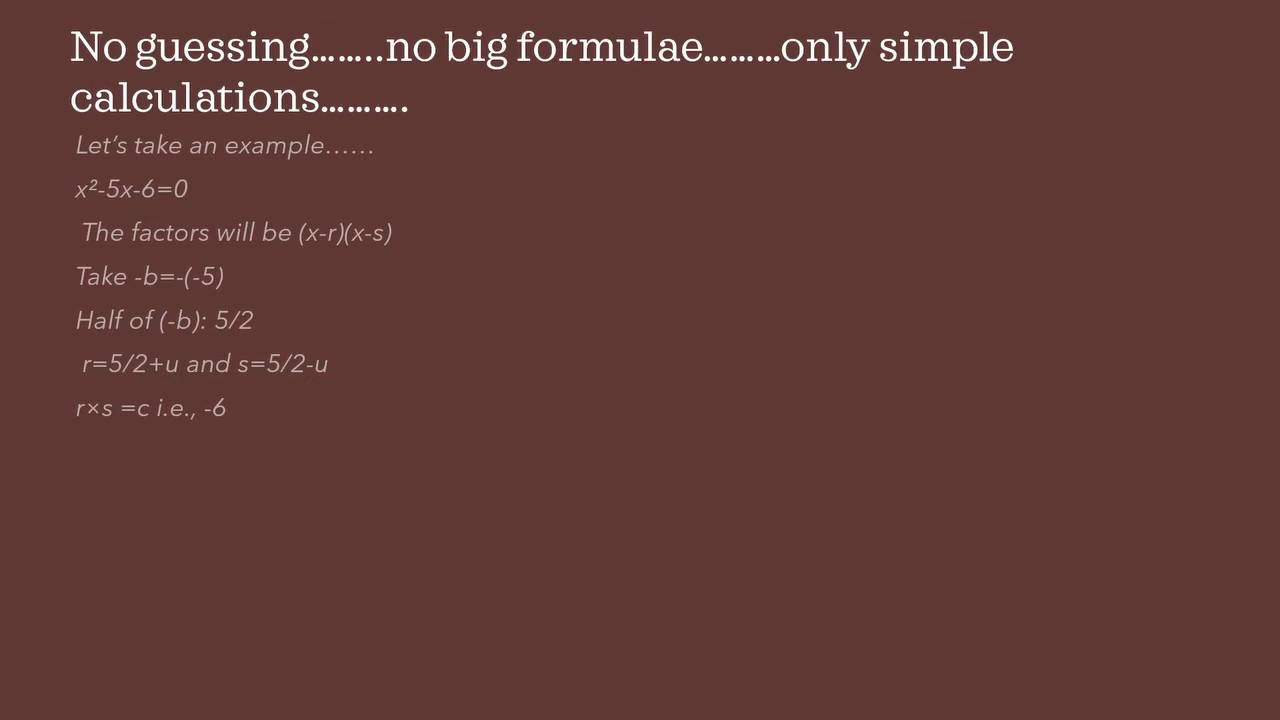 No guessing……..no big formulae………only simple
calculations……….
Let’s take an example……
x²-5x-6=0
The factors will be (x-r)(x-s)
Take -b=-(-5)
Half of (-b): 5/2
r=5/2+u and s=5/2-u
r×s =c i.e., -6